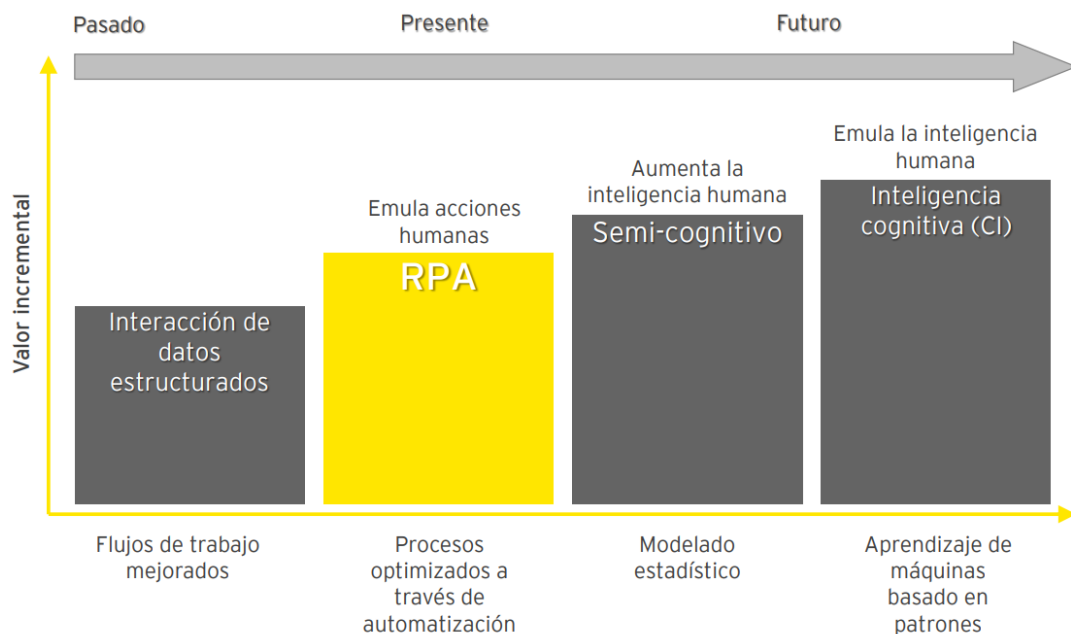 Pasado
Presente
Futuro
Valor incremental
Interacción de
datos
estructurados
Flujos de trabajo
mejorados
Emula acciones
humanas
RPA
Procesos
optimizados a
través de
automatización
Aumenta la
inteligencia humana
Semi-cognitivo
Modelado
estadístico
Emula la inteligencia
humana
Inteligencia
cognitiva (CI)
Aprendizaje de
máquinas
basado en
patrones